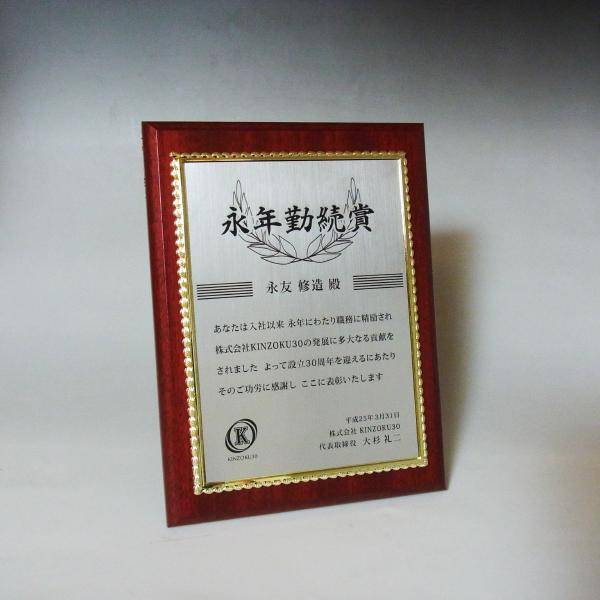 永年勤続賞
永友 修造 殿
あなたは入社以来 永年にわたり職務に精励され
株式会社KINZOKU30の発展に多大なる貢献を
されました よって設立30周年を迎えるにあたり
そのご功労に感謝し ここに表彰いたします
平成25年3月31日
株式会社 KINZOKU30
代表取締役 大杉 礼二
K
KINZOKU30